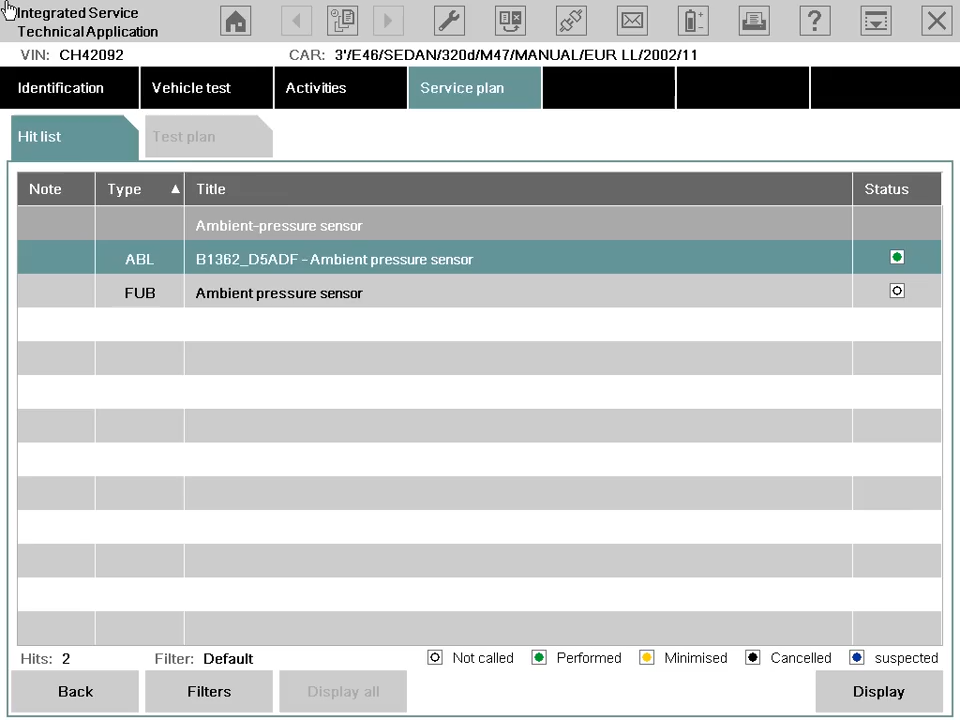 Integrated Service
Technical Application
VIN: CH42092 CAR: 3'/E46/SEDAN/320d/M47/MANUAL/EUR LL/2002/11
Identification Vehicle test Activities Service plan
Hit list Test plan
Note Type ▲ Title Status
Ambient-pressure sensor
ABL B1362_D5ADF - Ambient pressure sensor
FUB Ambient pressure sensor
Hits: 2 Filter: Default Not called Performed Minimised Cancelled suspected
Back Filters Display all Display